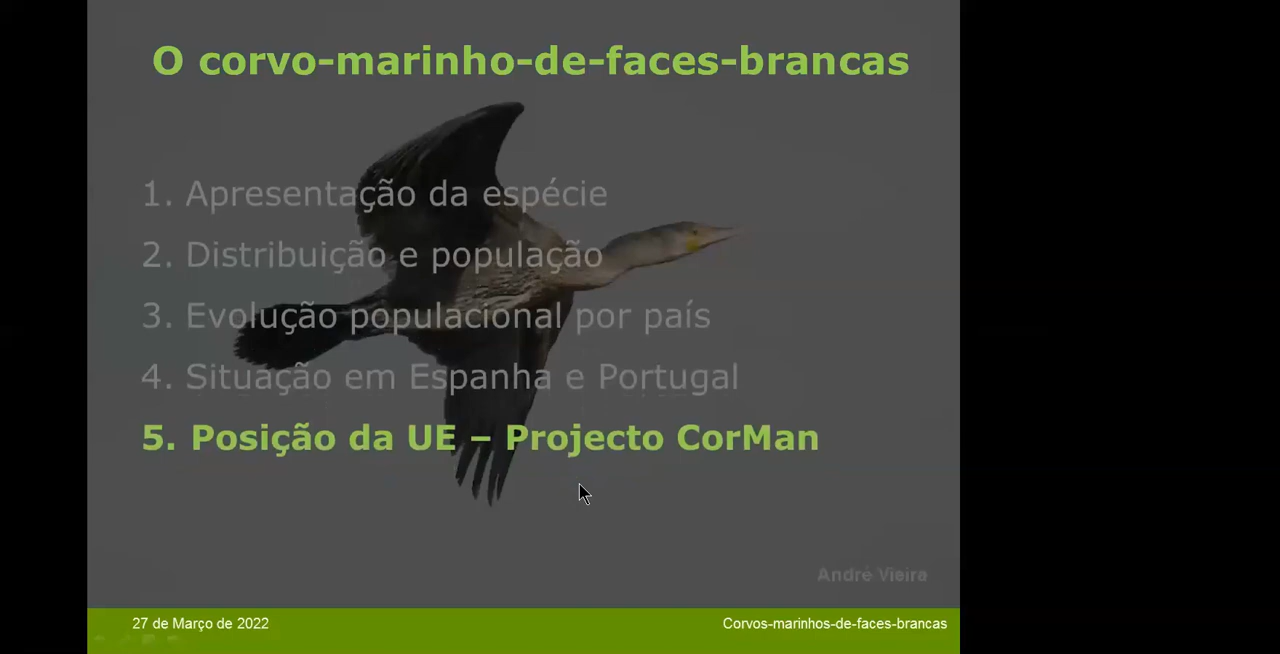 O corvo-marinho-de-faces-brancas
1. Apresentação da espécie
2. Distribuição e população
3. Evolução populacional por país
4. Situação em Espanha e Portugal
5. Posição da UE – Projecto CorMan
André Vieira
27 de Março de 2022
Corvos-marinhos-de-faces-brancas